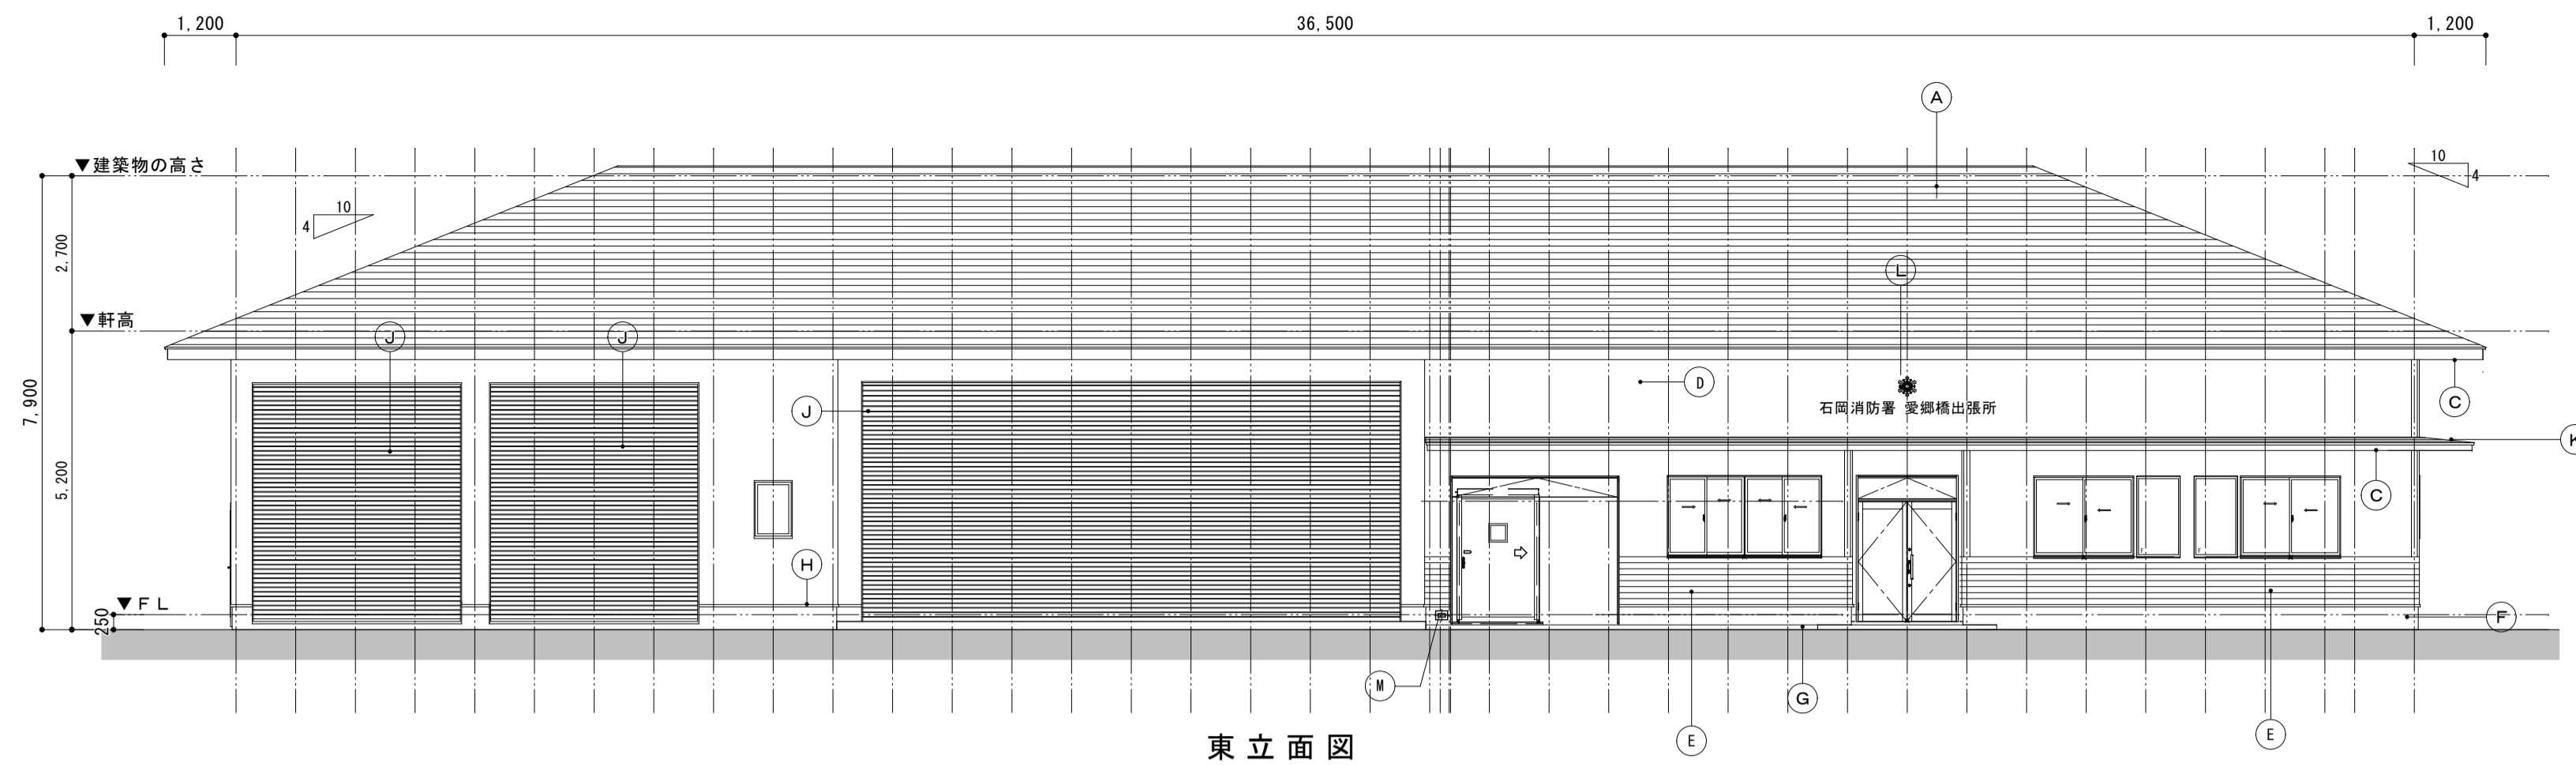 1,200
36,500
1,200
A
▼建築物の高さ
10
4
10
4
2,700
L
▼軒高
J
J
7,900
J
D
石岡消防署 愛郷橋出張所
C
K
5,200
C
H
▼FL
250
F
M
G
E
E
東立面図